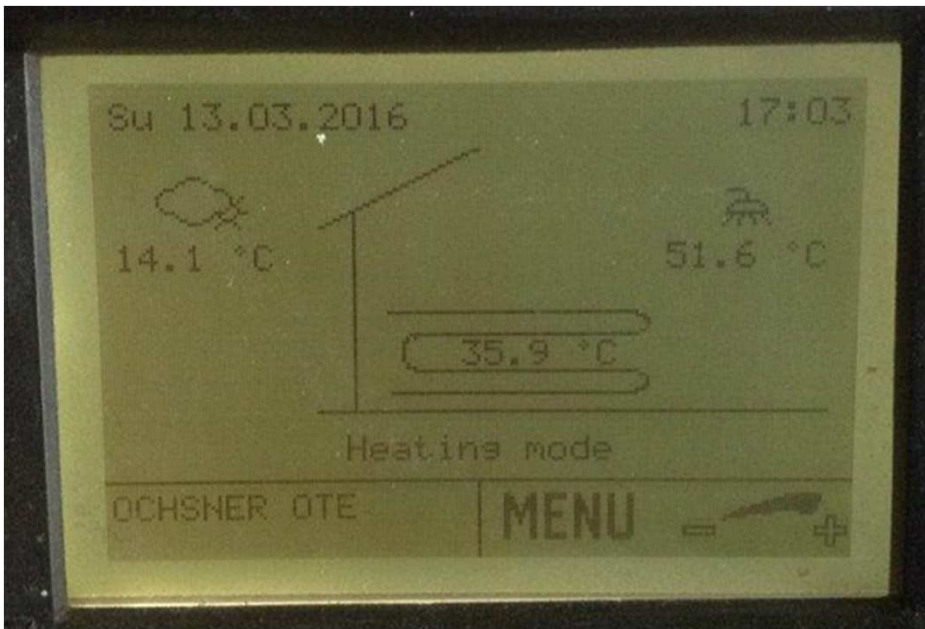 Su 13.03.2016 17:03
14.1 °C 51.6 °C
35.9 °C
Heating mode
OCHSNER OTE MENU - +